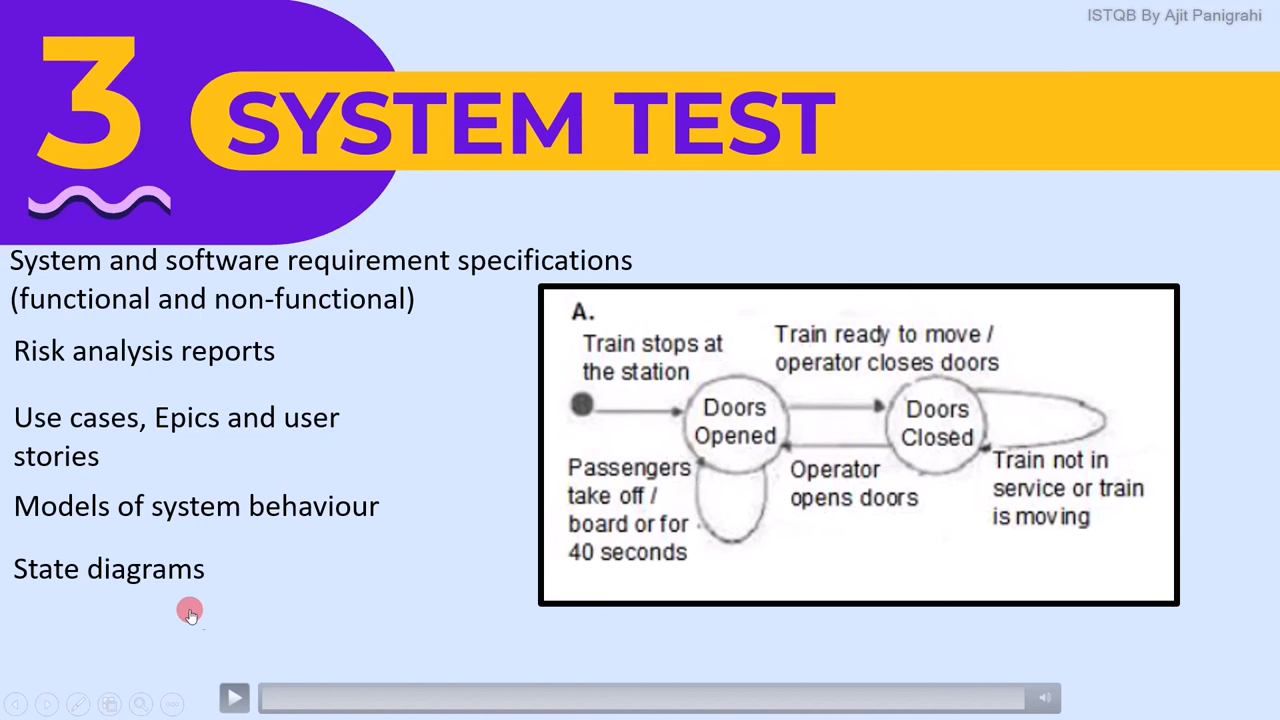 ISTQB By Ajit Panigrahi
3
SYSTEM TEST
System and software requirement specifications
(functional and non-functional)
Risk analysis reports
Use cases, Epics and user
stories
Models of system behaviour
State diagrams
A.
Train stops at
the station
Train ready to move /
operator closes doors
Doors
Opened
Doors
Closed
Passengers
take off /
board or for
40 seconds
Operator
opens doors
Train not in
service or train
is moving